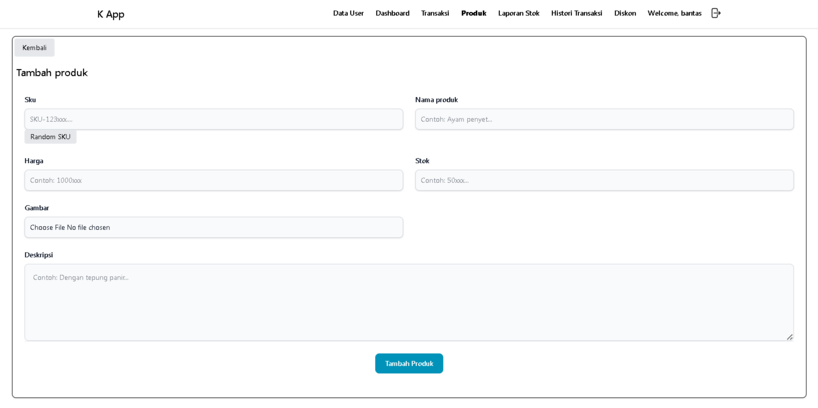 K App
Data User Dashboard Transaksi Produk Laporan Stok Histori Transaksi Diskon Welcome, bantas
Kembali
Tambah produk
Sku Nama produk
SKU-123xxx.... Contoh: Ayam penyet...
Random SKU
Harga Stok
Contoh: 1000xxx Contoh: 50xxx...
Gambar
Choose File No file chosen
Deskripsi
Contoh: Dengan tepung panir...
Tambah Produk